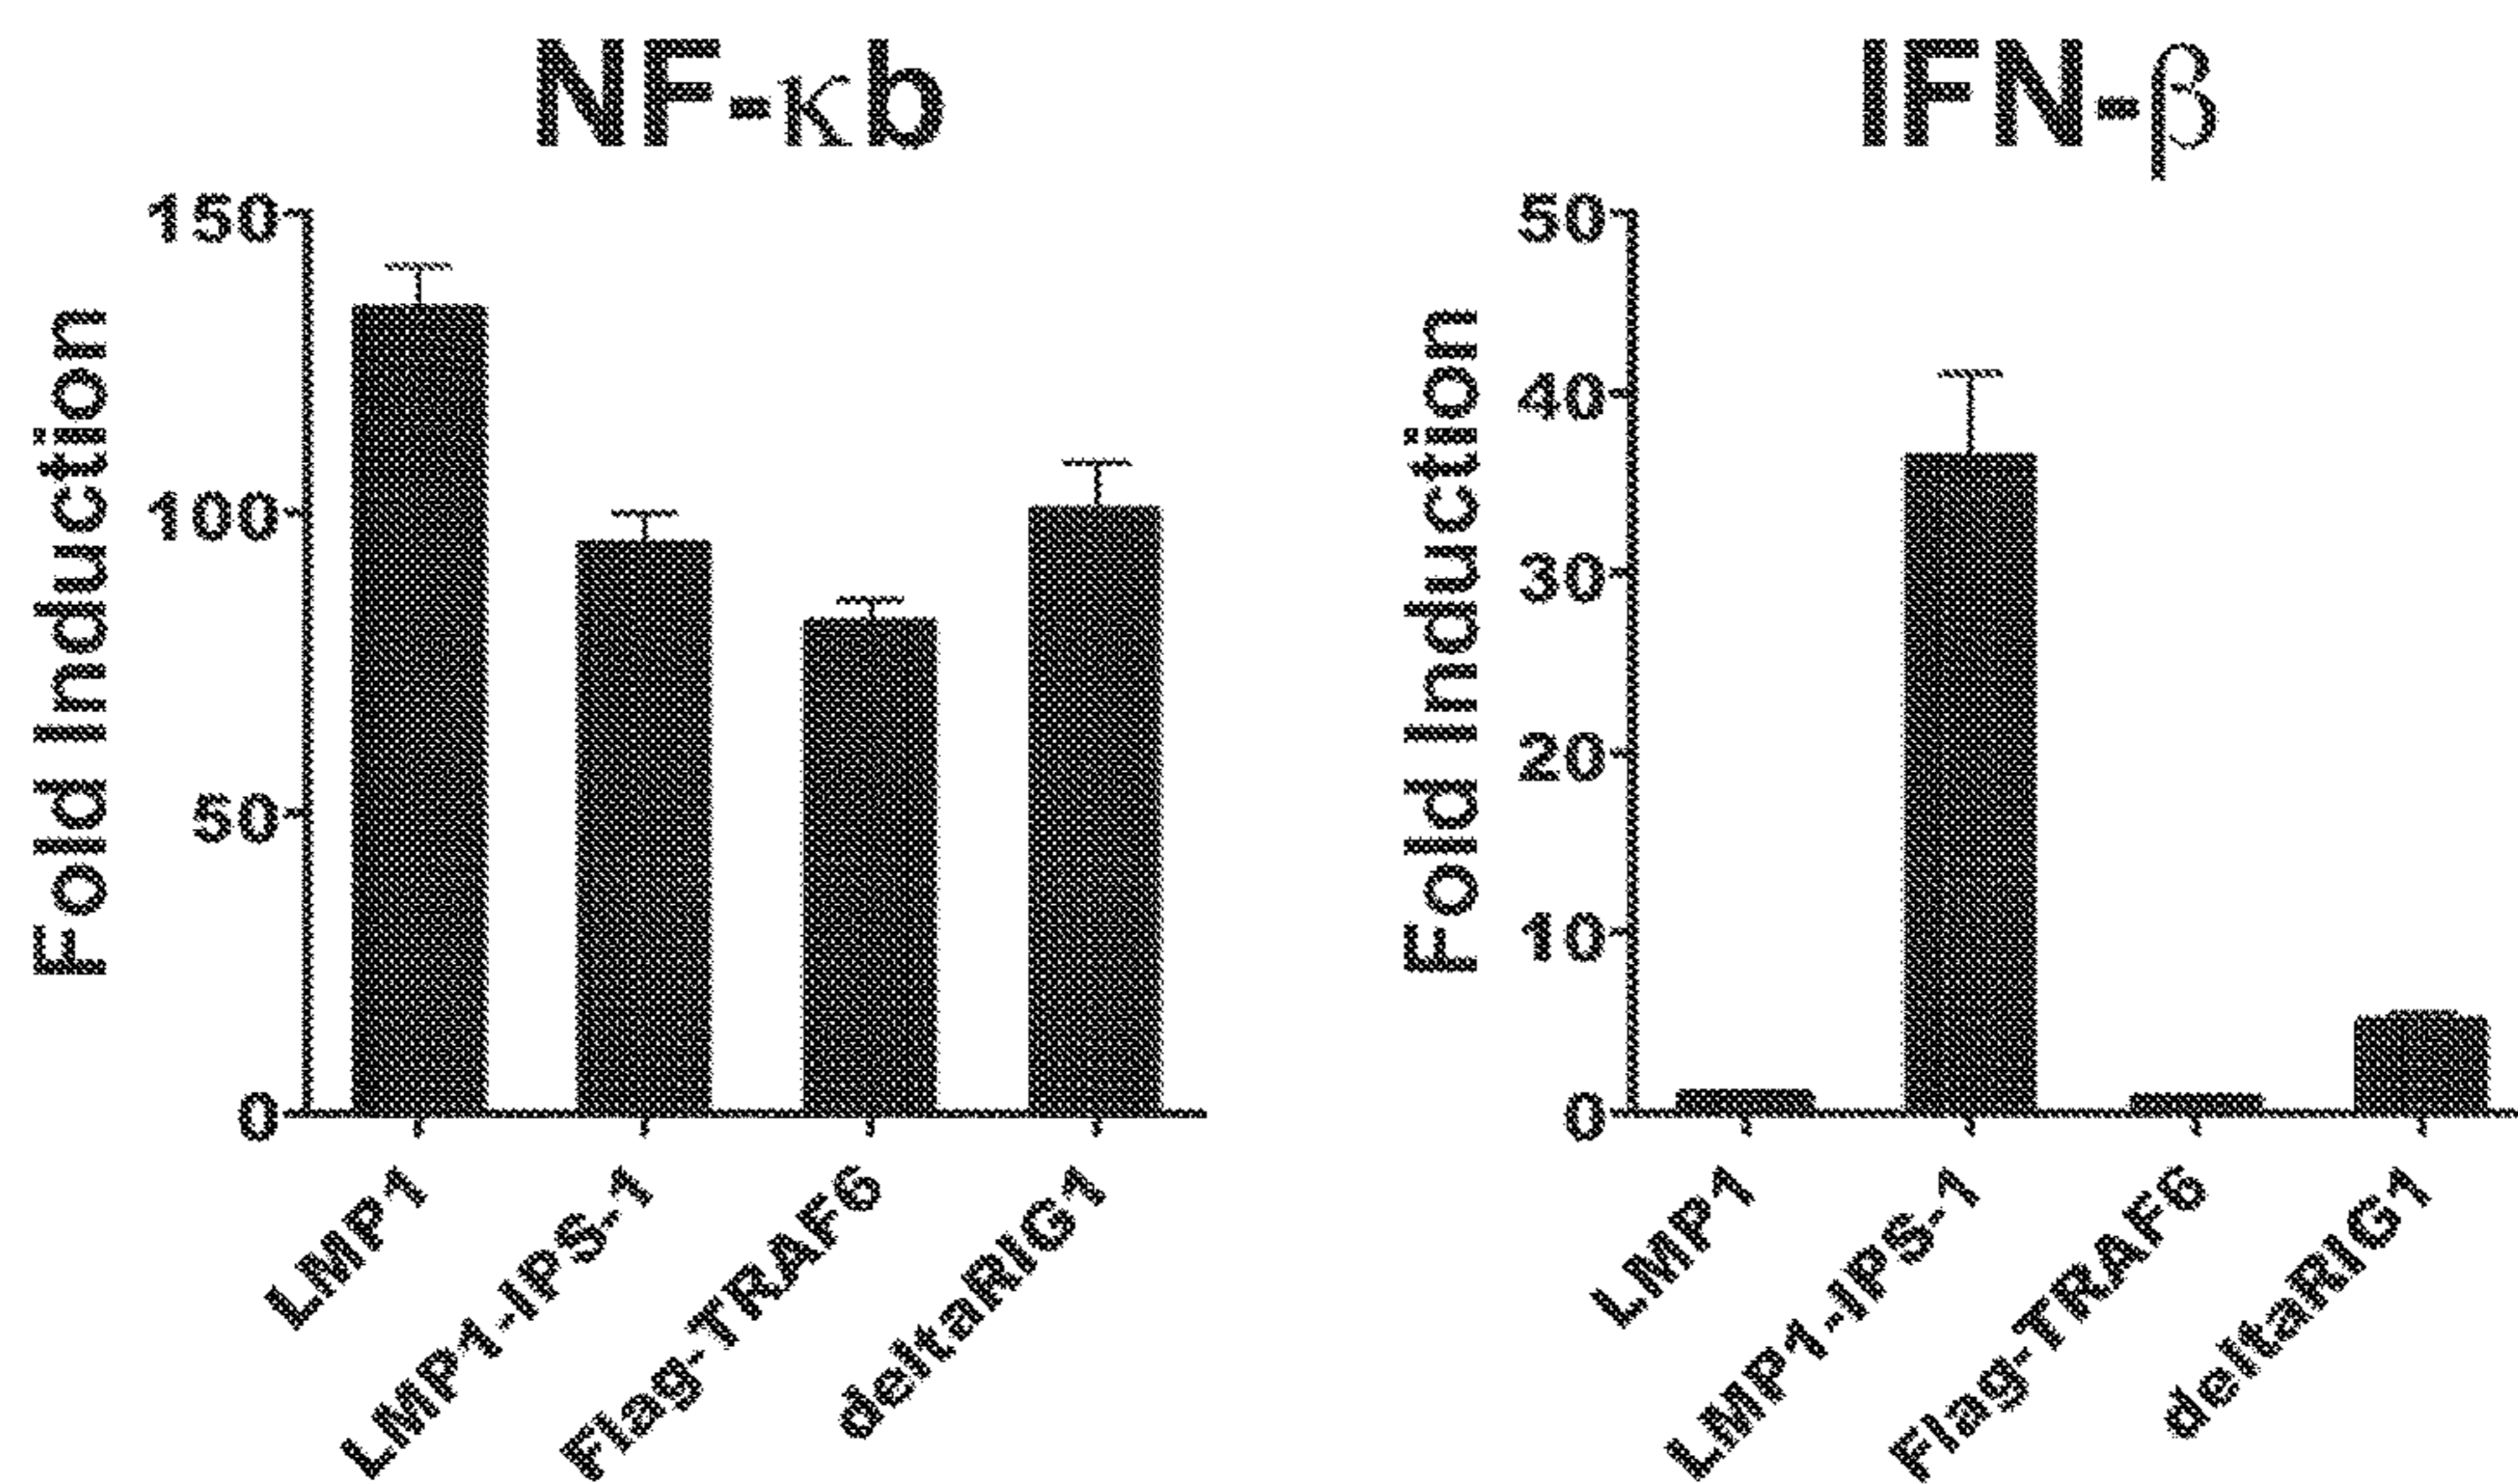 NF-κb
Fold Induction
150
100
50
0
LMP1
LMP1-IPS-1
Flag-TRAF6
deltaRIG1
IFN-β
Fold Induction
50
40
30
20
10
0
LMP1
LMP1-IPS-1
Flag-TRAF6
deltaRIG1